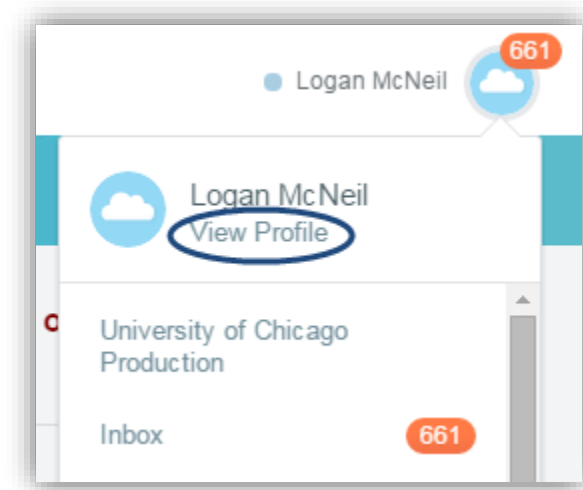 661
Logan McNeil
Logan McNeil
View Profile
University of Chicago
Production
Inbox 661